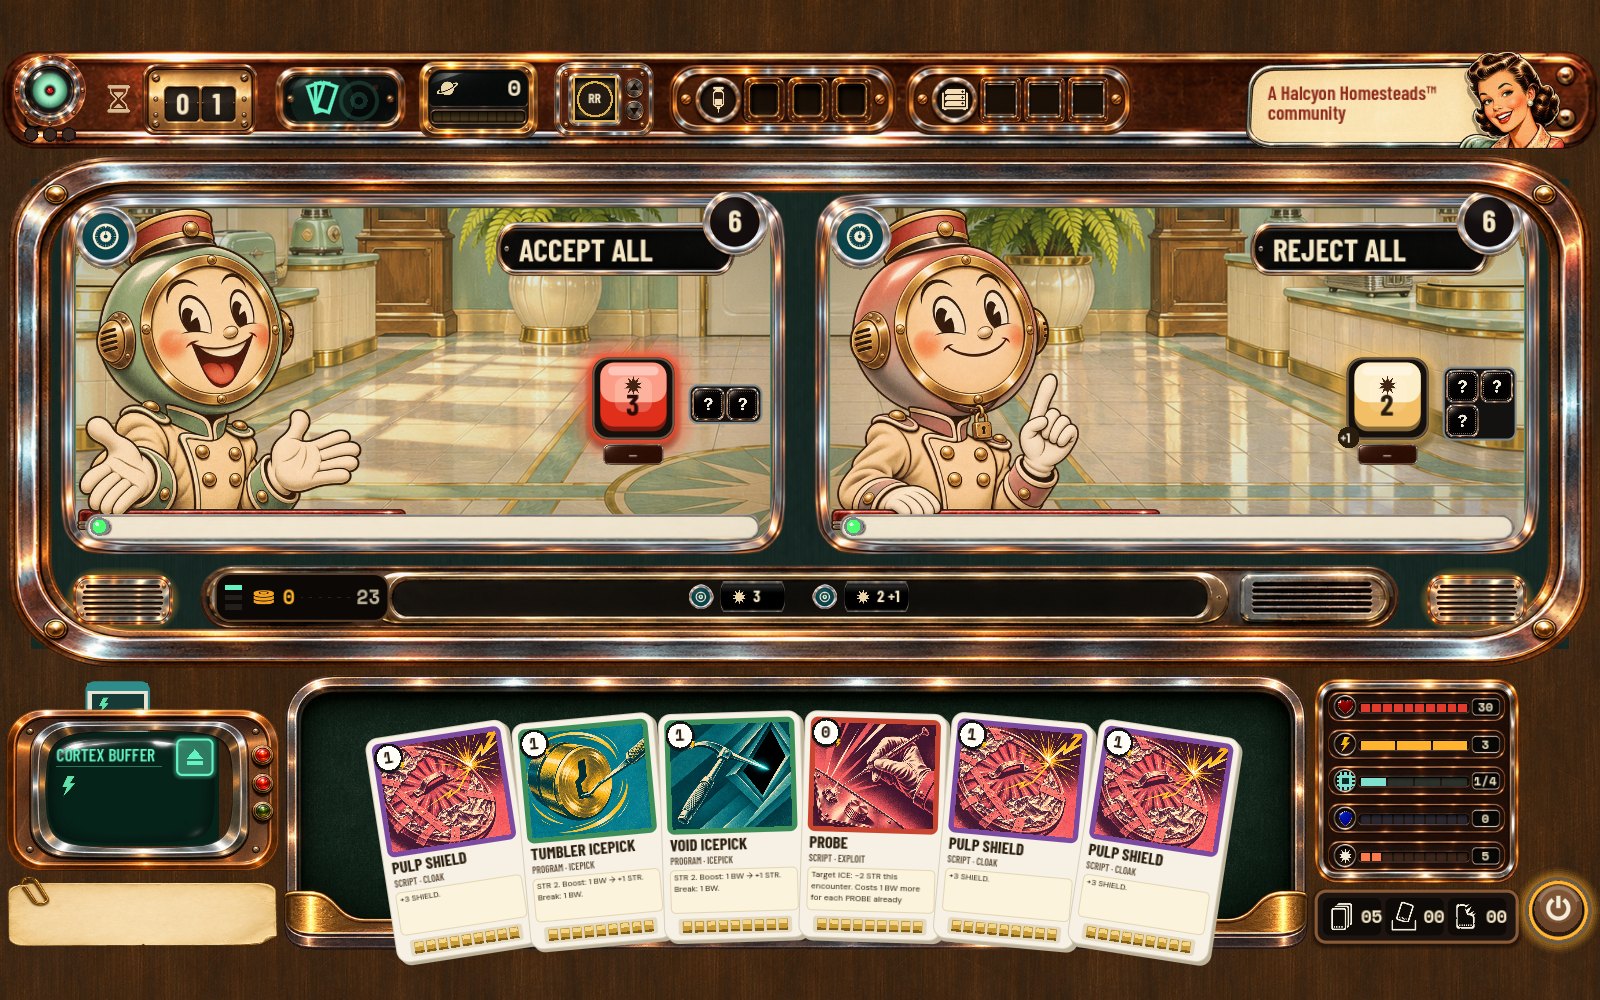 0 1
0
RR
A Halcyon Homesteads™
community
6
ACCEPT ALL
3
? ?
6
REJECT ALL
2
+1
? ?
?
–
–
0 23
3
2 +1
CORTEX BUFFER
1
PULP SHIELD
SCRIPT · CLOAK
+3 SHIELD.
1
TUMBLER ICEPICK
PROGRAM · ICEPICK
STR 2. Boost: 1 BW → +1 STR.
Break: 1 BW.
1
VOID ICEPICK
PROGRAM · ICEPICK
STR 2. Boost: 1 BW → +1 STR.
Break: 1 BW.
0
PROBE
SCRIPT · EXPLOIT
Target ICE: −2 STR this
encounter. Costs 1 BW more
for each PROBE already
1
PULP SHIELD
SCRIPT · CLOAK
+3 SHIELD.
1
PULP SHIELD
SCRIPT · CLOAK
+3 SHIELD.
30
3
1/4
0
5
05 00 00